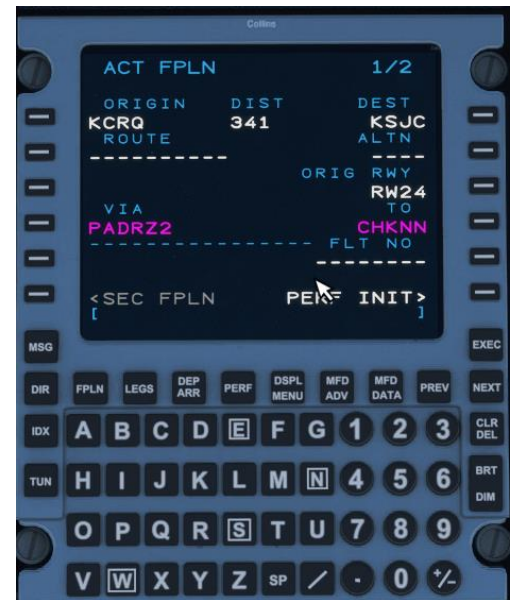 Collins
ACT FPLN 1/2
ORIGIN DIST DEST
KCRQ 341 KSJC
ROUTE ALTN
---------- ----
ORIG RWY
RW24
VIA TO
PADRZ2 CHKNN
---------------- FLT NO
--------
<SEC FPLN PERF INIT>
[ ]
MSG EXEC
DIR FPLN LEGS DEP ARR PERF DSPL MENU MFD ADV MFD DATA PREV NEXT
IDX A B C D E F G 1 2 3 CLR DEL
TUN H I J K L M N 4 5 6 BRT DIM
O P Q R S T U 7 8 9
V W X Y Z SP / . 0 +/-